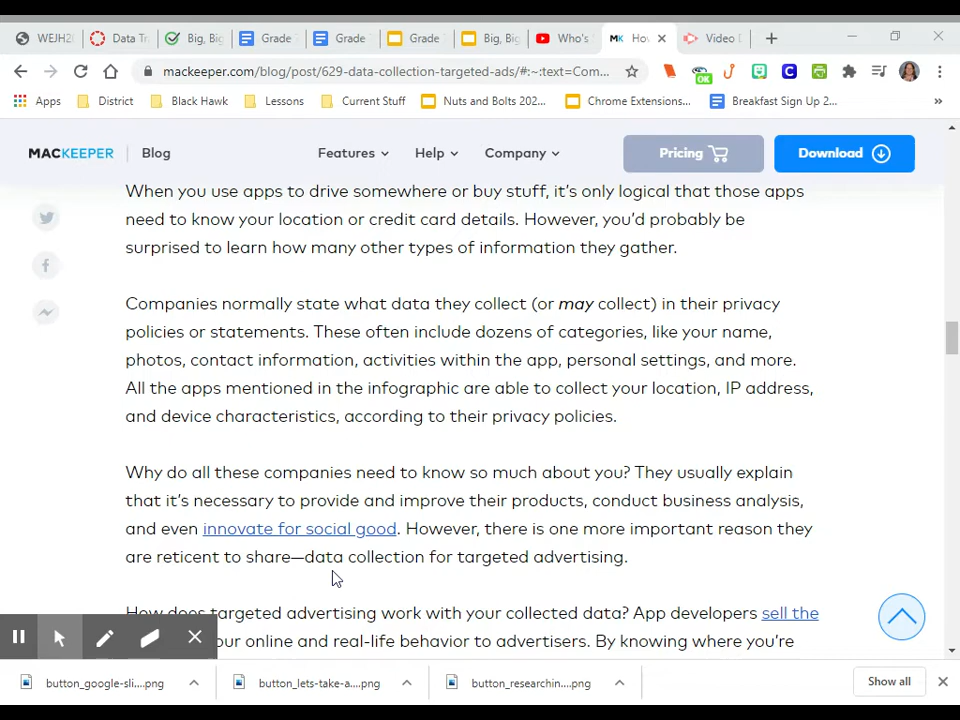 WEJH2I
Data Tr
Big, Big
Grade
Grade
Grade
Big, Big
Who's
MK Hov
Video I
mackeeper.com/blog/post/629-data-collection-targeted-ads/#:~:text=Com...
OK
Apps
District
Black Hawk
Lessons
Current Stuff
Nuts and Bolts 202...
Chrome Extensions...
Breakfast Sign Up 2...
»
MACKEEPER
Blog
Features
Help
Company
Pricing
Download
When you use apps to drive somewhere or buy stuff, it's only logical that those apps
need to know your location or credit card details. However, you'd probably be
surprised to learn how many other types of information they gather.
Companies normally state what data they collect (or may collect) in their privacy
policies or statements. These often include dozens of categories, like your name,
photos, contact information, activities within the app, personal settings, and more.
All the apps mentioned in the infographic are able to collect your location, IP address,
and device characteristics, according to their privacy policies.
Why do all these companies need to know so much about you? They usually explain
that it's necessary to provide and improve their products, conduct business analysis,
and even innovate for social good. However, there is one more important reason they
are reticent to share—data collection for targeted advertising.
How does targeted advertising work with your collected data? App developers sell the
our online and real-life behavior to advertisers. By knowing where you're
button_google-sli....png
button_lets-take-a....png
button_researchin....png
Show all